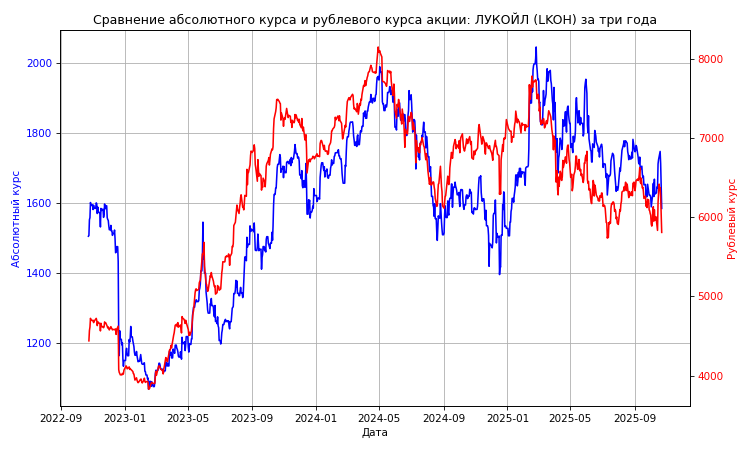 Сравнение абсолютного курса и рублевого курса акции: ЛУКОЙЛ (LKOH) за три года
Абсолютный курс
2000
1800
1600
1400
1200
8000
7000
6000
5000
4000
Рублевый курс
2022-09 2023-01 2023-05 2023-09 2024-01 2024-05 2024-09 2025-01 2025-05 2025-09
Дата